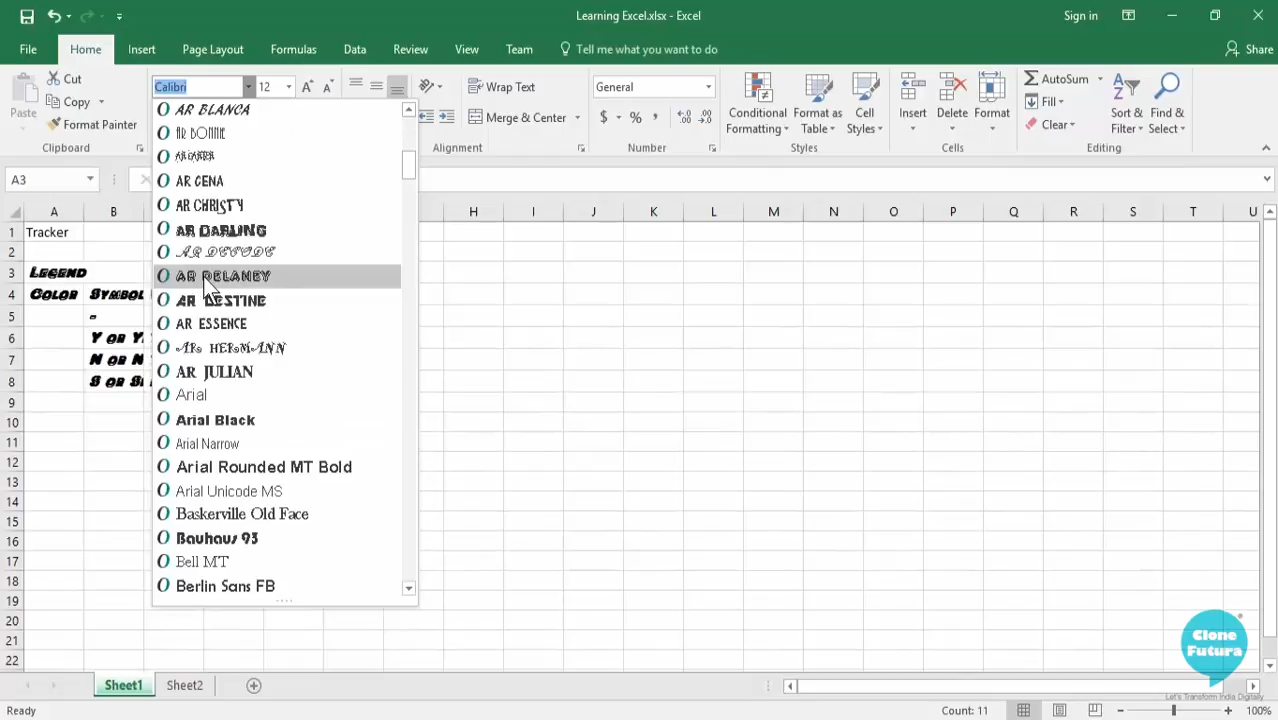 Learning Excel.xlsx - Excel
Sign in
File
Home
Insert
Page Layout
Formulas
Data
Review
View
Team
Tell me what you want to do
Share
Paste
Cut
Copy
Format Painter
Clipboard
Calibri
12
Wrap Text
Merge & Center
Alignment
General
$ % ,
Number
Conditional
Formatting
Format as
Table
Cell
Styles
Styles
Insert
Delete
Format
Cells
AutoSum
Fill
Clear
Sort &
Filter
Find &
Select
Editing
A3
A B H I J K L M N O P Q R S T U
1 Tracker
2
3 Legend
4 Color Symbol
5 -
6 Y or Y
7 N or N
8 S or S
9
10
11
12
13
14
15
16
17
18
19
20
21
22
AR BLANCA
AR BONNIE
AR CARTER
AR CENA
AR CHRISTY
AR DARLING
AR DECODE
AR DELANEY
AR DESTINE
AR ESSENCE
AR HERMANN
AR JULIAN
Arial
Arial Black
Arial Narrow
Arial Rounded MT Bold
Arial Unicode MS
Baskerville Old Face
Bauhaus 93
Bell MT
Berlin Sans FB
Clone
Futura
Let's Transform India Digitally
Sheet1
Sheet2
Ready
Count: 11
100%